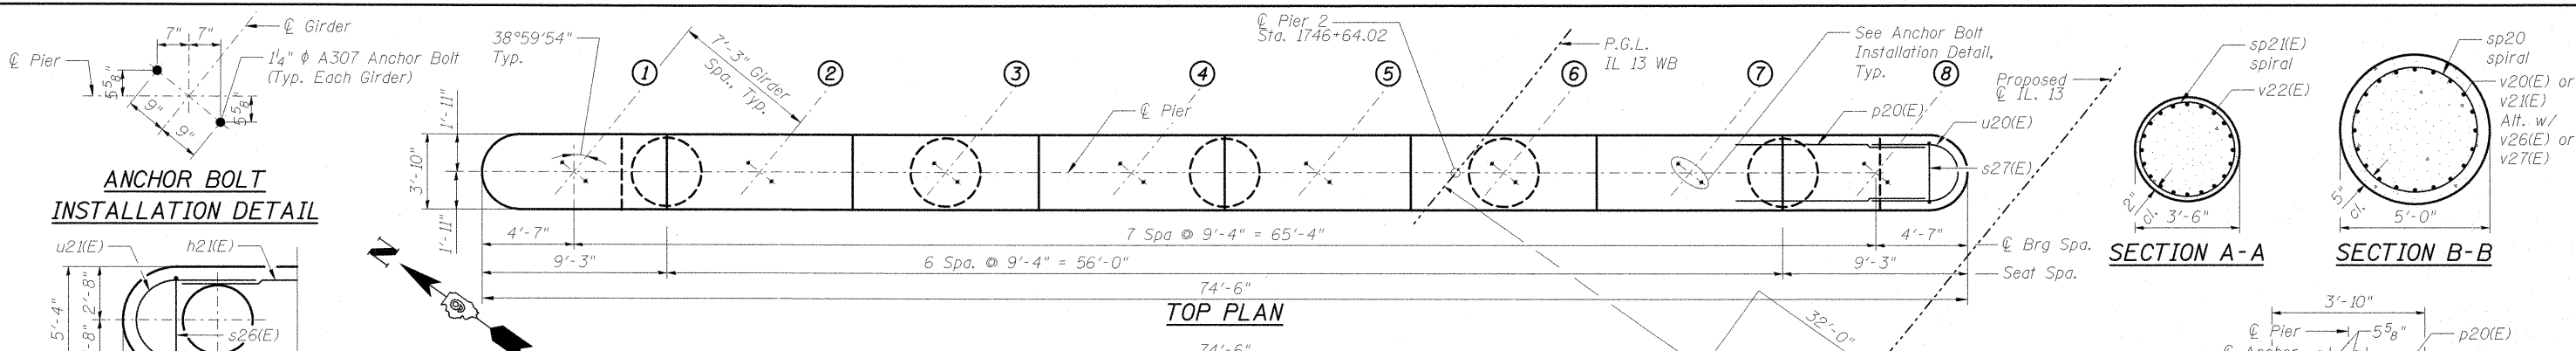 ℄ Girder
7" 7"
1¼" φ A307 Anchor Bolt
(Typ. Each Girder)
℄ Pier
5⅝"
5⅝"
9"
9"
ANCHOR BOLT
INSTALLATION DETAIL
u21(E)
h21(E)
5'-4"
2'-8"
s26(E)
38°59'54"
Typ.
7'-3" Girder
Spa., Typ.
1 2 3 4 5 6 7 8
℄ Pier 2
Sta. 1746+64.02
P.G.L.
IL 13 WB
See Anchor Bolt
Installation Detail,
Typ.
Proposed
℄ IL. 13
℄ Pier
p20(E)
u20(E)
s27(E)
3'-10"
1'-11"
1'-11"
4'-7"
7 Spa @ 9'-4" = 65'-4"
4'-7"
℄ Brg Spa.
9'-3"
6 Spa. @ 9'-4" = 56'-0"
9'-3"
Seat Spa.
74'-6"
TOP PLAN
74'-6"
32'-0"
N
sp21(E)
spiral
v22(E)
2"
cl.
3'-6"
SECTION A-A
sp20
spiral
v20(E) or
v21(E)
Alt. w/
v26(E) or
v27(E)
5"
cl.
5'-0"
SECTION B-B
3'-10"
℄ Pier
5⅝"
p20(E)
℄ Anchor